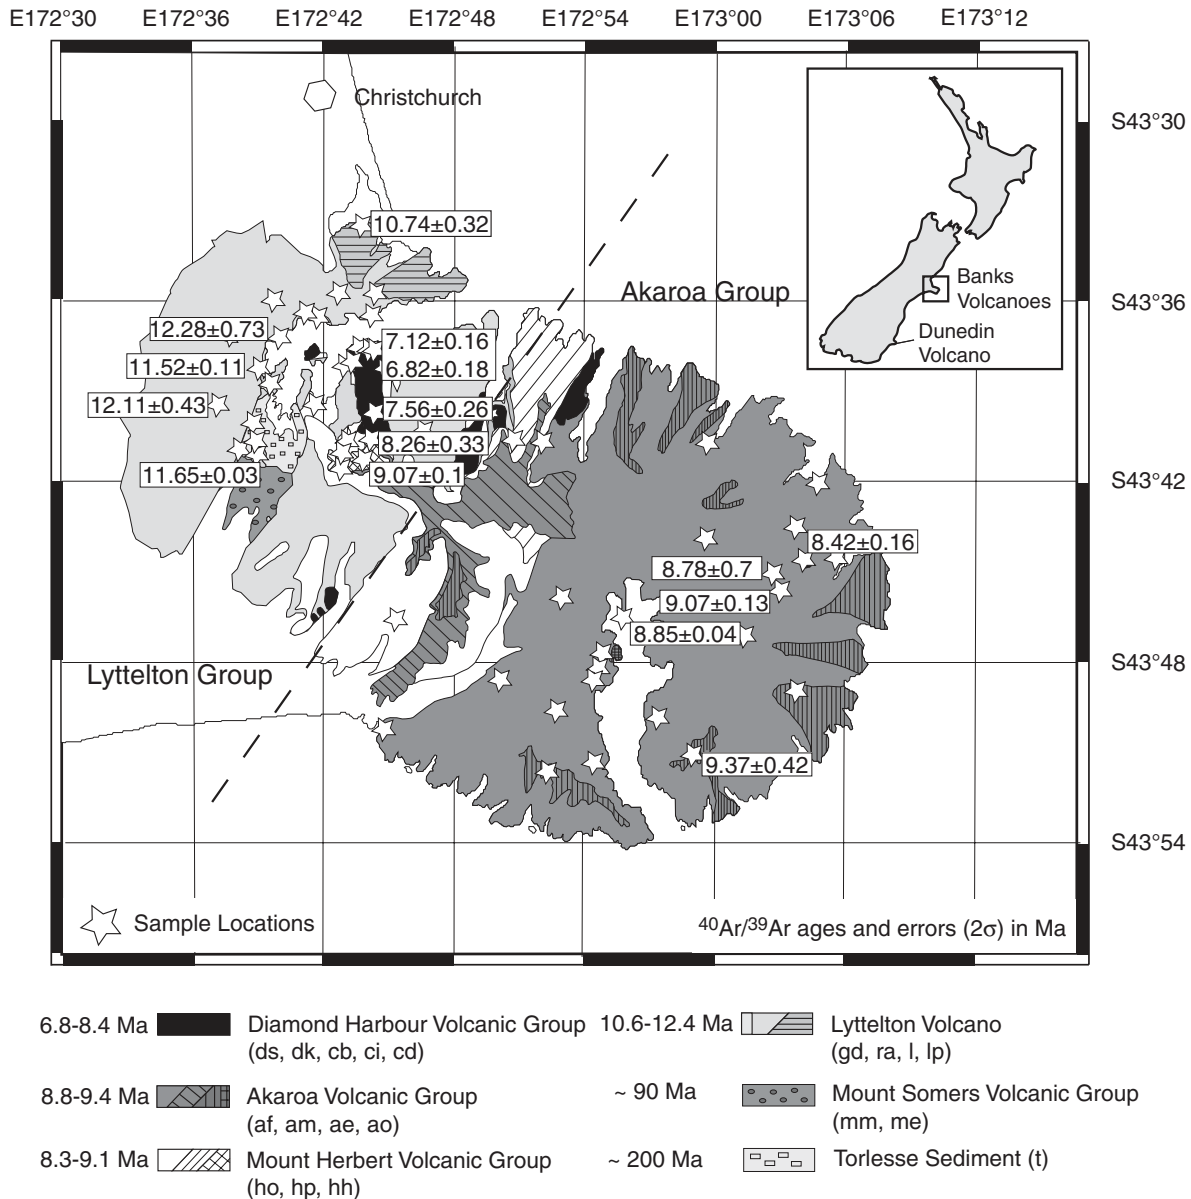 E172°30 E172°36 E172°42 E172°48 E172°54 E173°00 E173°06 E173°12
Christchurch
S43°30
10.74±0.32
Akaroa Group
Banks
Volcanoes
Dunedin
Volcano
S43°36
12.28±0.73
7.12±0.16
11.52±0.11
6.82±0.18
12.11±0.43
7.56±0.26
8.26±0.33
11.65±0.03
9.07±0.1
S43°42
8.42±0.16
8.78±0.7
9.07±0.13
8.85±0.04
Lyttelton Group
S43°48
9.37±0.42
S43°54
Sample Locations
40Ar/39Ar ages and errors (2σ) in Ma
6.8-8.4 Ma Diamond Harbour Volcanic Group
(ds, dk, cb, ci, cd)
8.8-9.4 Ma Akaroa Volcanic Group
(af, am, ae, ao)
8.3-9.1 Ma Mount Herbert Volcanic Group
(ho, hp, hh)
10.6-12.4 Ma Lyttelton Volcano
(gd, ra, l, lp)
~ 90 Ma Mount Somers Volcanic Group
(mm, me)
~ 200 Ma Torlesse Sediment (t)